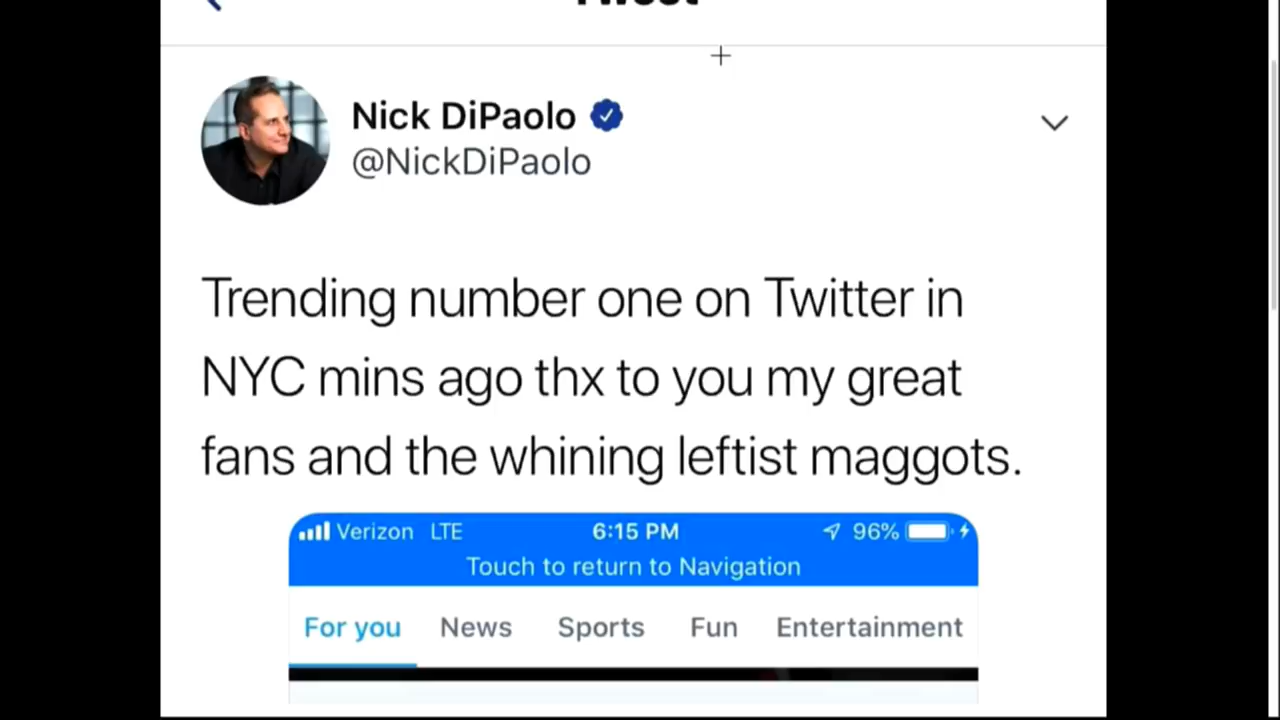 Tweet
Nick DiPaolo
@NickDiPaolo
Trending number one on Twitter in
NYC mins ago thx to you my great
fans and the whining leftist maggots.
Verizon LTE 6:15 PM 96%
Touch to return to Navigation
For you News Sports Fun Entertainment